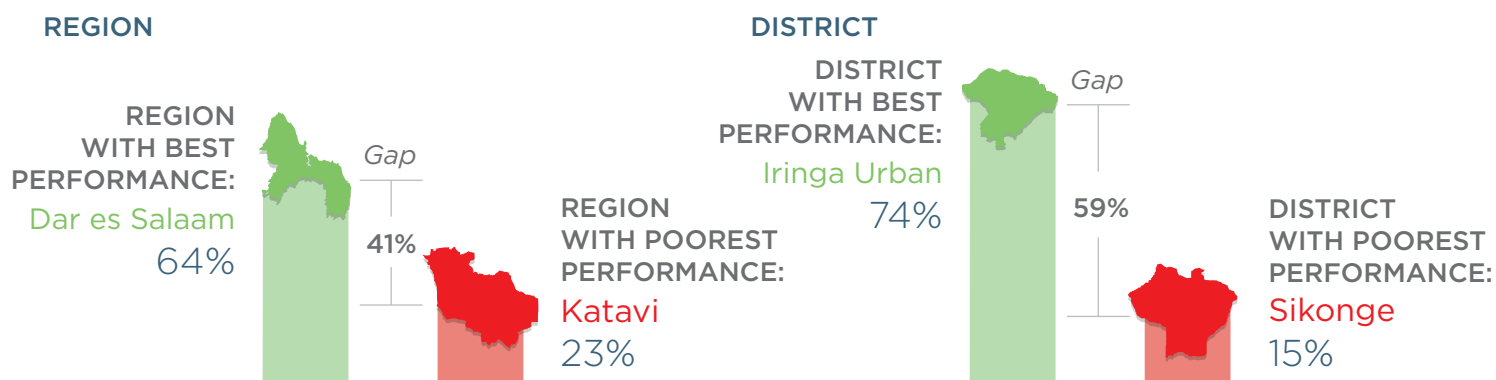 REGION
REGION
WITH BEST
PERFORMANCE:
Dar es Salaam
64%
Gap
41%
REGION
WITH POOREST
PERFORMANCE:
Katavi
23%
DISTRICT
DISTRICT
WITH BEST
PERFORMANCE:
Iringa Urban
74%
Gap
59%
DISTRICT
WITH POOREST
PERFORMANCE:
Sikonge
15%